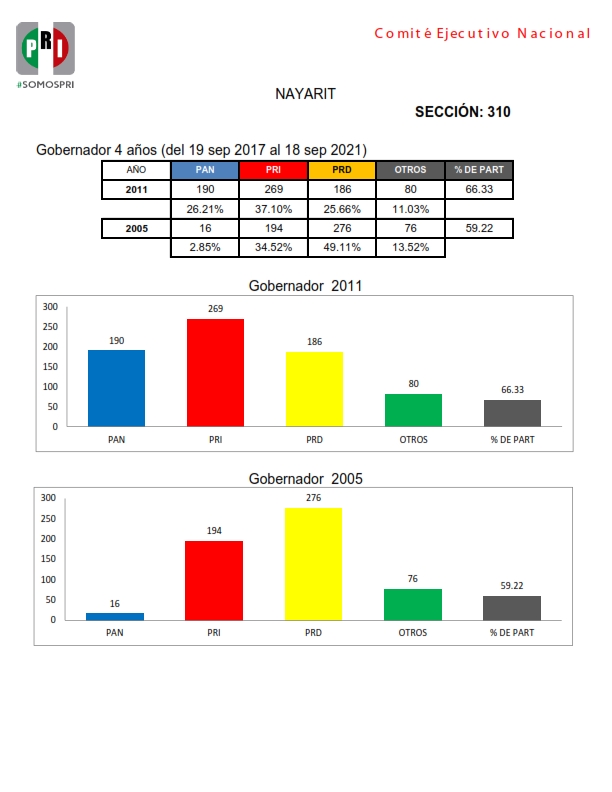 PRI
#SOMOSPRI
Comité Ejecutivo Nacional
NAYARIT
SECCIÓN: 310
Gobernador 4 años (del 19 sep 2017 al 18 sep 2021)
AÑO PAN PRI PRD OTROS % DE PART
2011 190 269 186 80 66.33
26.21% 37.10% 25.66% 11.03%
2005 16 194 276 76 59.22
2.85% 34.52% 49.11% 13.52%
Gobernador 2011
300
250
200
150
100
50
0
190
269
186
80
66.33
PAN PRI PRD OTROS % DE PART
Gobernador 2005
300
250
200
150
100
50
0
16
194
276
76
59.22
PAN PRI PRD OTROS % DE PART